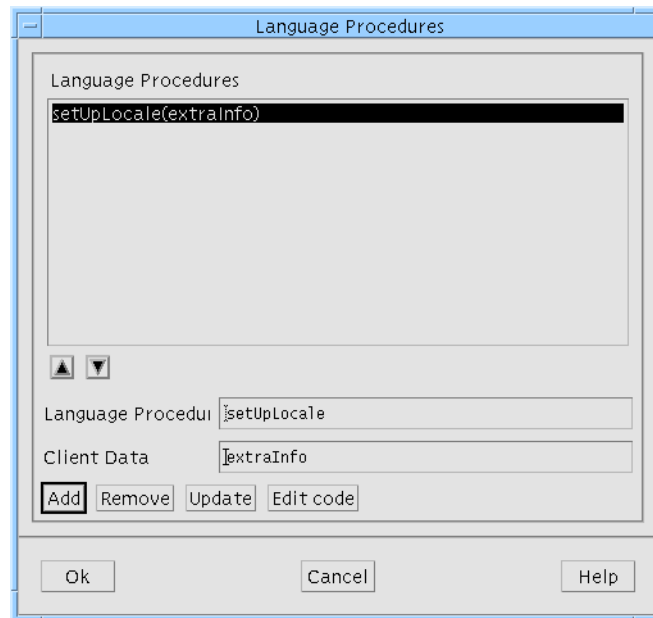 Language Procedures
Language Procedures
setUpLocale(extraInfo)
Language Procedur setUpLocale
Client Data extraInfo
Add Remove Update Edit code
Ok Cancel Help